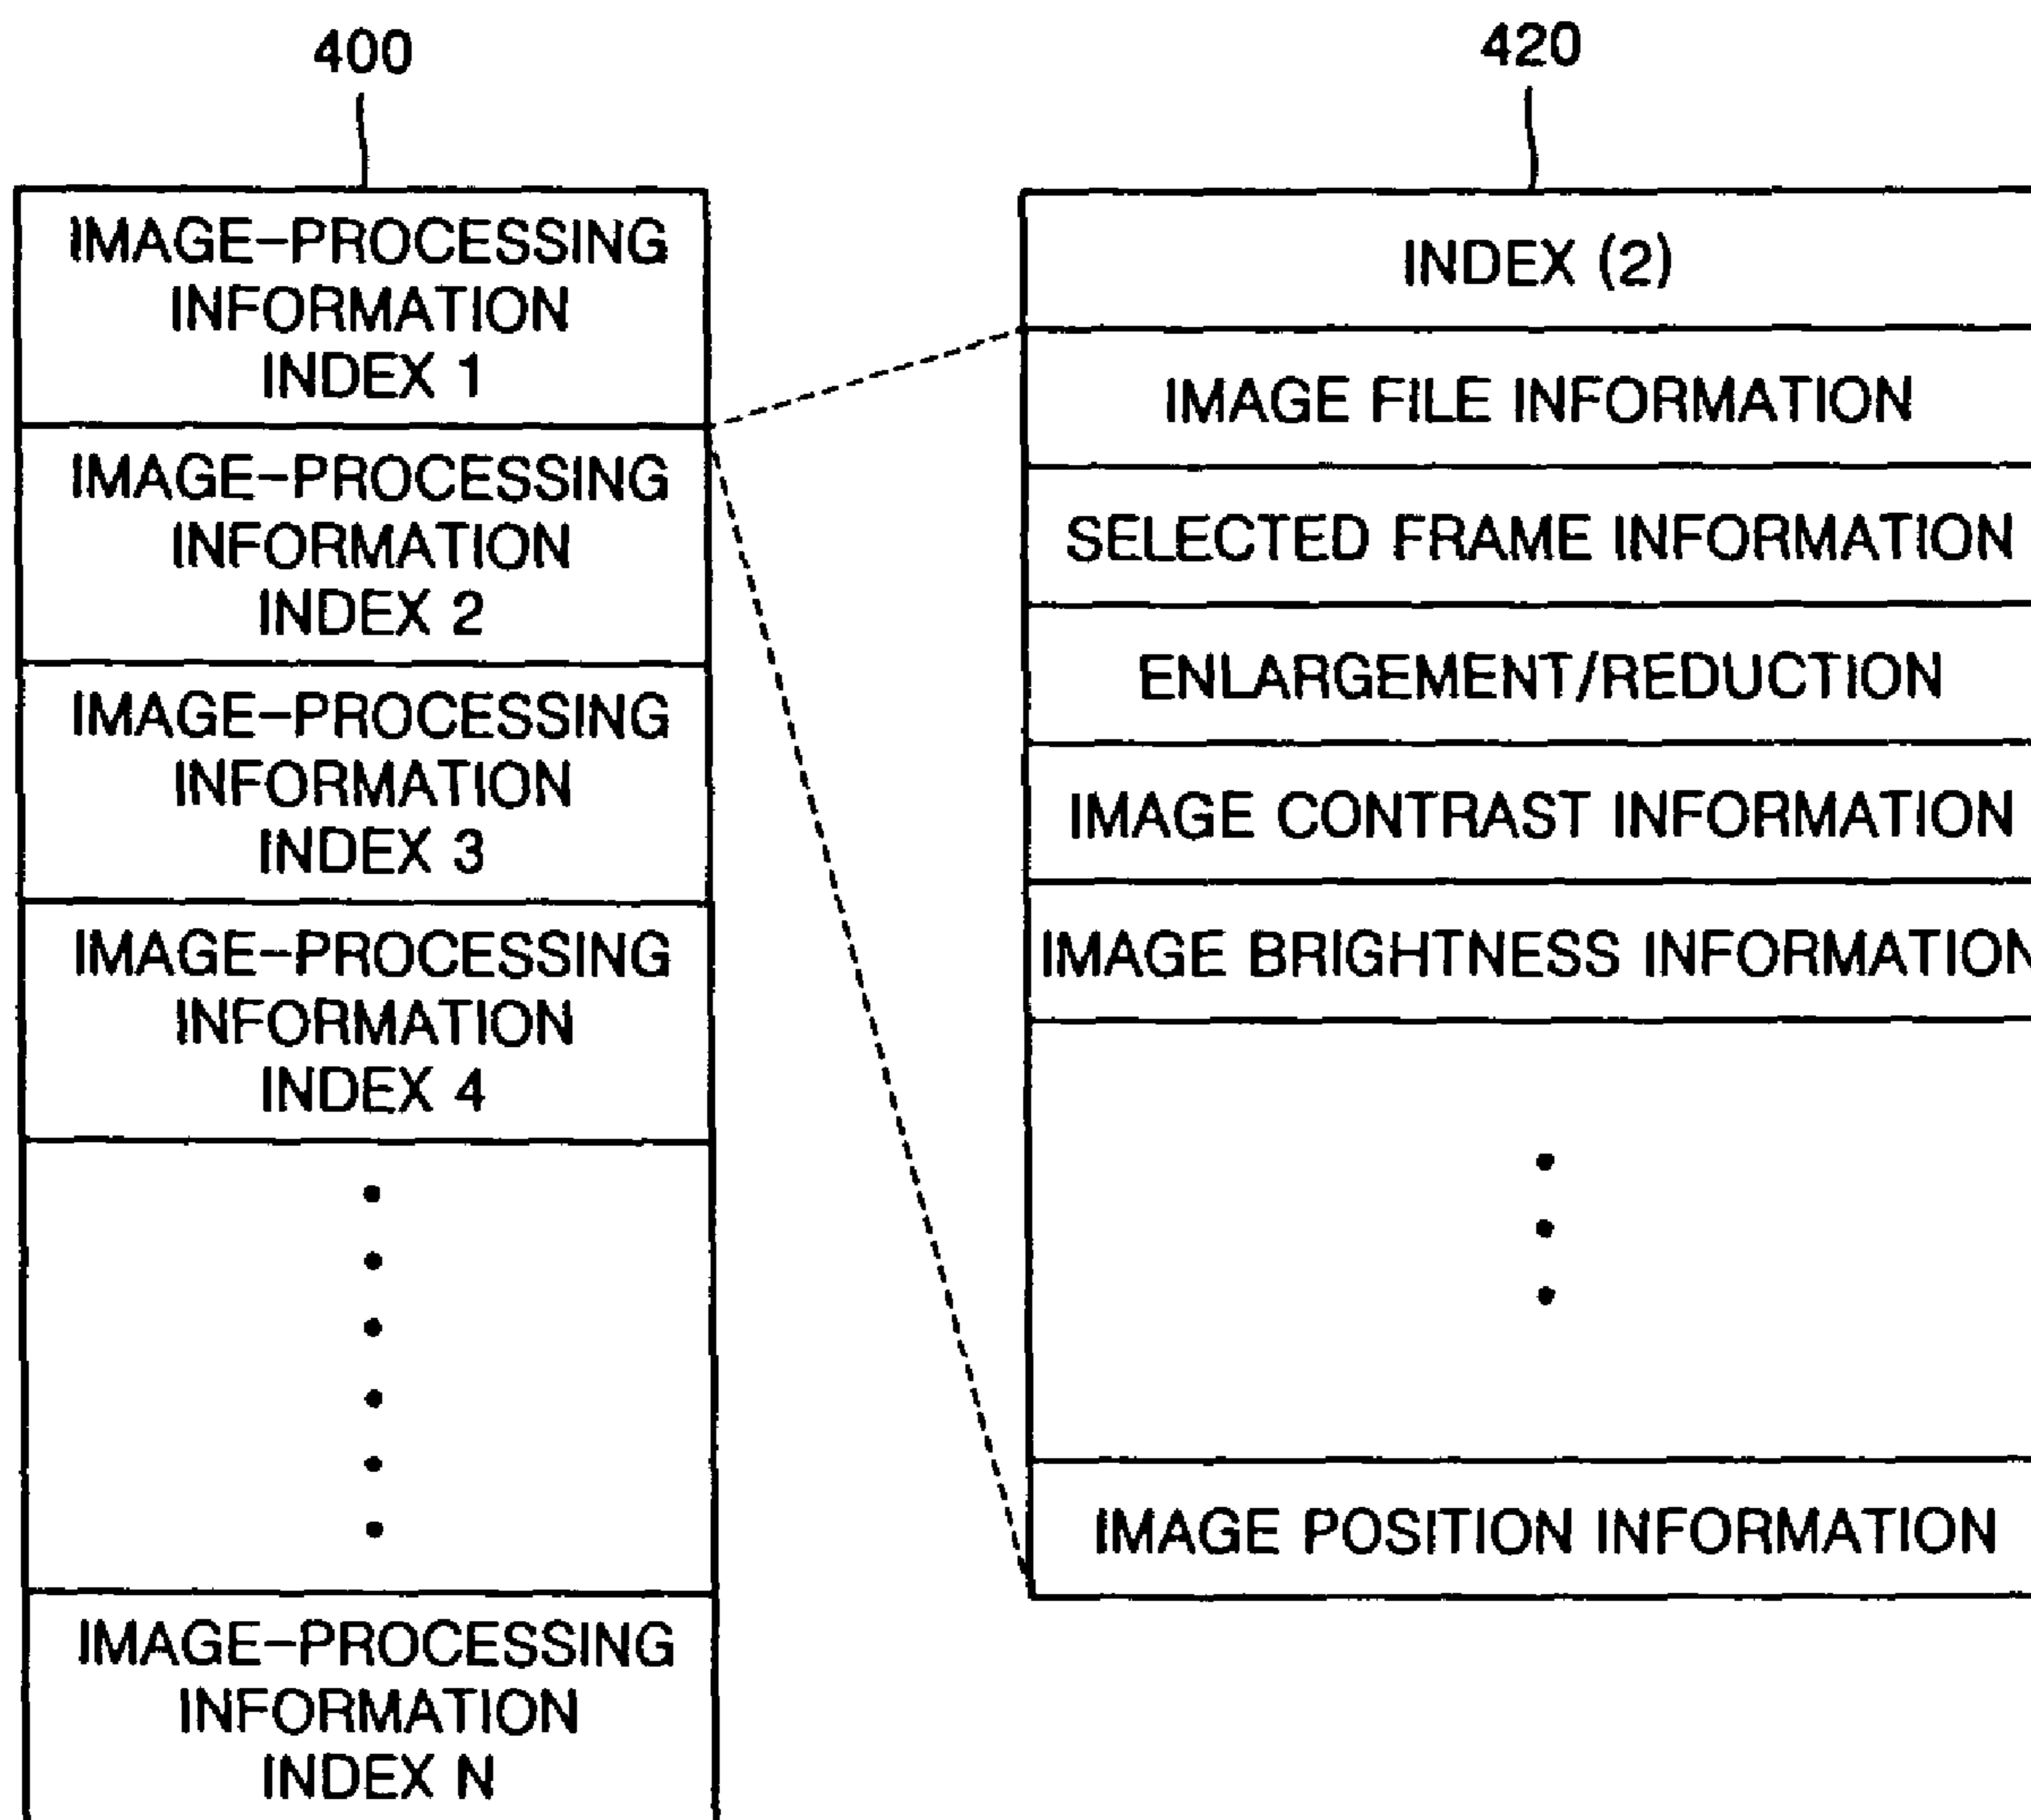 400
IMAGE-PROCESSING
INFORMATION
INDEX 1
IMAGE-PROCESSING
INFORMATION
INDEX 2
IMAGE-PROCESSING
INFORMATION
INDEX 3
IMAGE-PROCESSING
INFORMATION
INDEX 4
IMAGE-PROCESSING
INFORMATION
INDEX N
420
INDEX (2)
IMAGE FILE INFORMATION
SELECTED FRAME INFORMATION
ENLARGEMENT/REDUCTION
IMAGE CONTRAST INFORMATION
IMAGE BRIGHTNESS INFORMATION
IMAGE POSITION INFORMATION